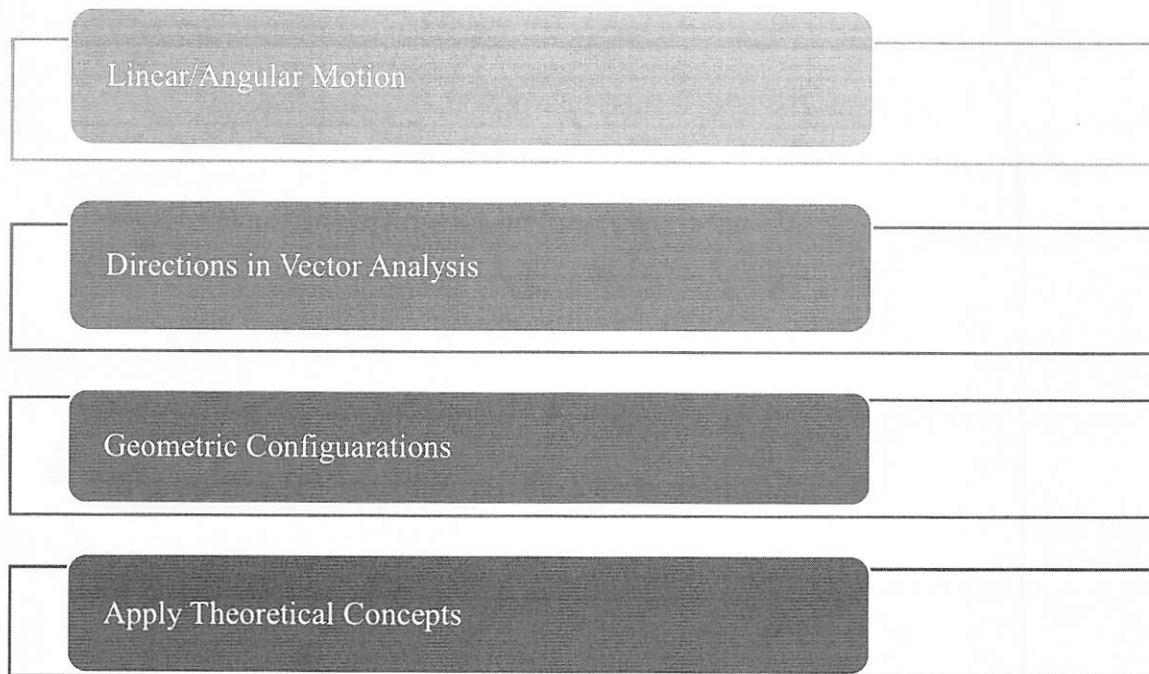 Linear/Angular Motion
Directions in Vector Analysis
Geometric Configuarations
Apply Theoretical Concepts